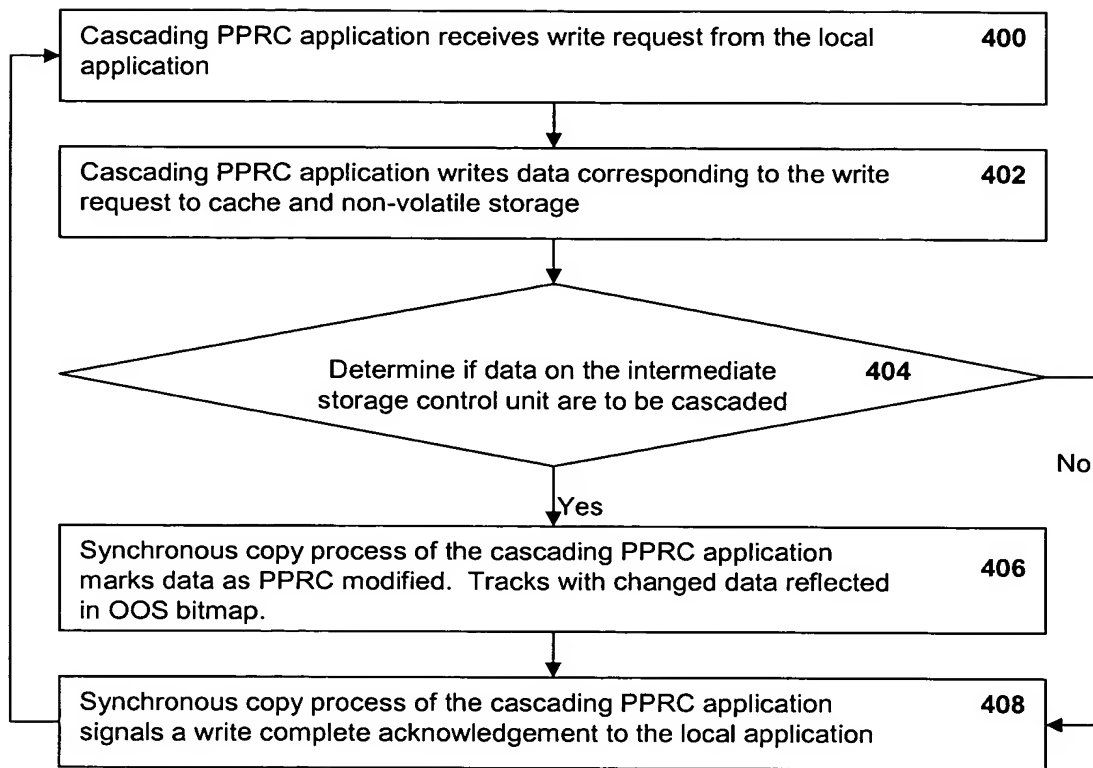 Cascading PPRC application receives write request from the local 400
application
Cascading PPRC application writes data corresponding to the write 402
request to cache and non-volatile storage
Determine if data on the intermediate 404
storage control unit are to be cascaded
No
Yes
Synchronous copy process of the cascading PPRC application
marks data as PPRC modified.  Tracks with changed data reflected 406
in OOS bitmap.
Synchronous copy process of the cascading PPRC application 408
signals a write complete acknowledgement to the local application